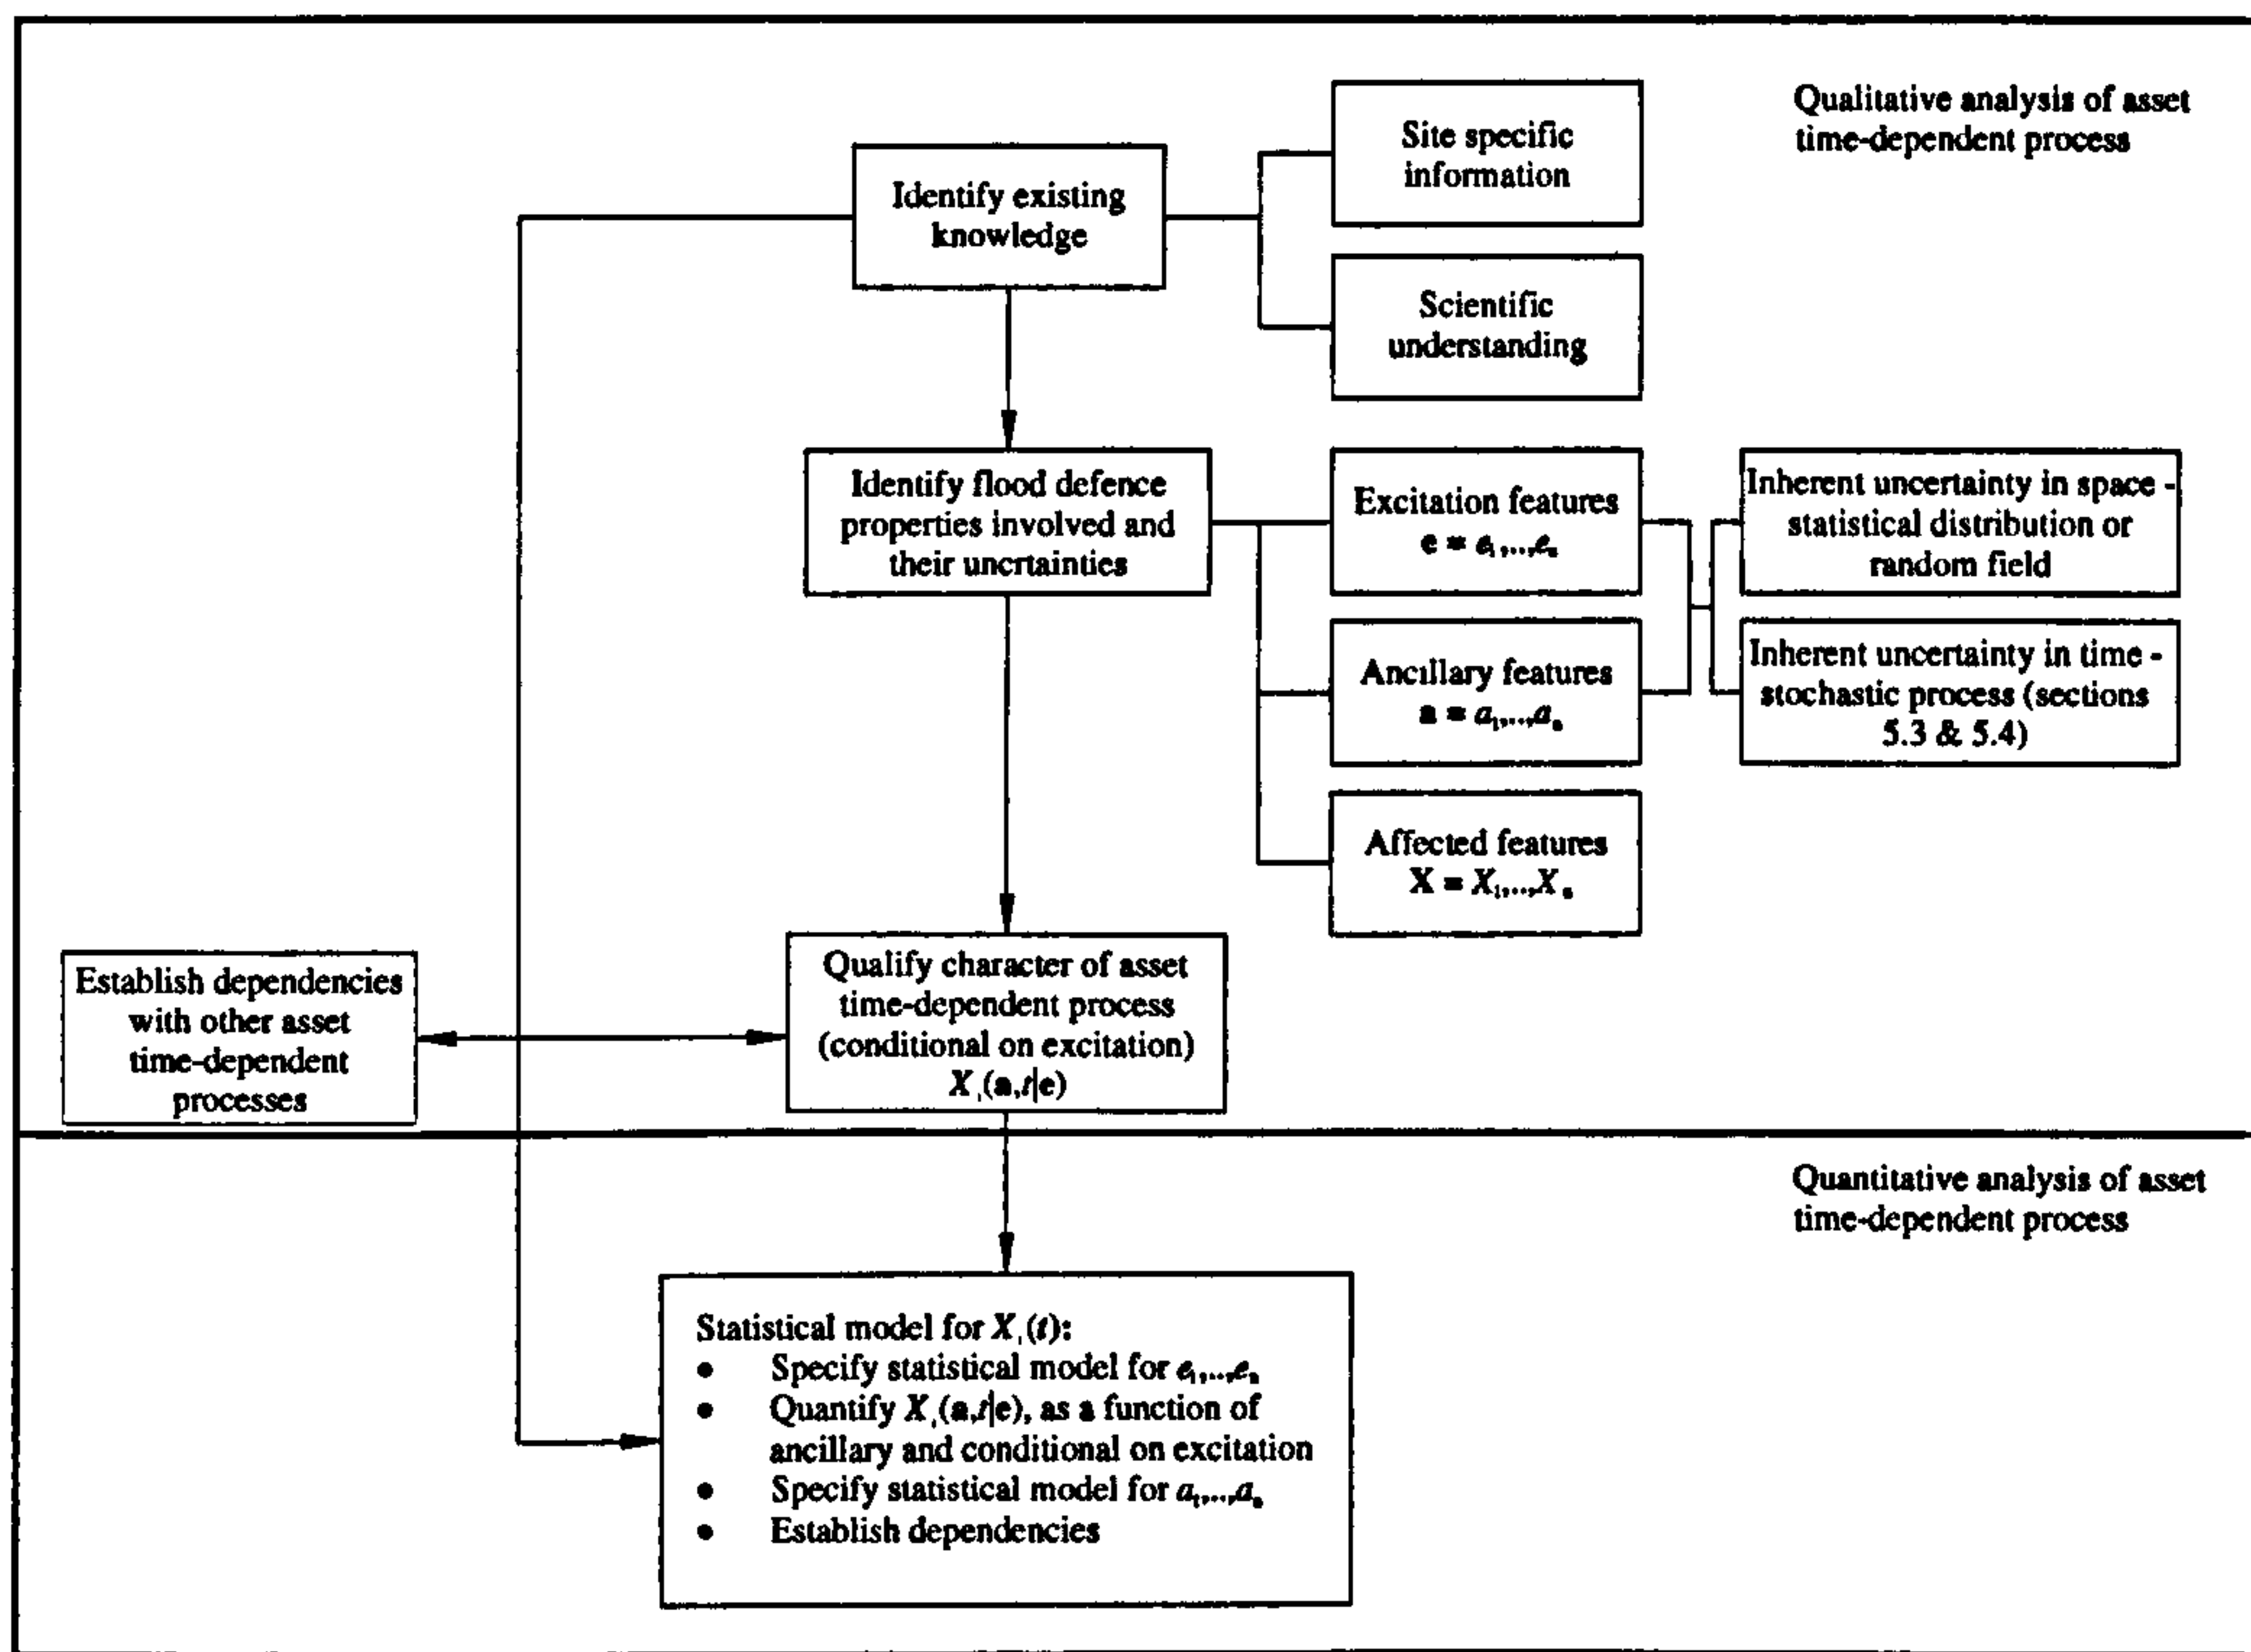 Qualitative analysis of asset
time-dependent process
Site specific
information
Identify existing
knowledge
Scientific
understanding
Identify flood defence
properties involved and
their uncrtainties
Excitation features
e = e₁,..,eₙ
Inherent uncertainty in space -
statistical distribution or
random field
Ancillary features
a = a₁,..,aₙ
Inherent uncertainty in time -
stochastic process (sections
5.3 & 5.4)
Affected features
X = X₁,..,Xₙ
Establish dependencies
with other asset
time-dependent
processes
Qualify character of asset
time-dependent process
(conditional on excitation)
Xᵢ(a,t|e)
Quantitative analysis of asset
time-dependent process
Statistical model for Xᵢ(t):
• Specify statistical model for e₁,..,eₙ
• Quantify Xᵢ(a,t|e), as a function of
ancillary and conditional on excitation
• Specify statistical model for a₁,..,aₙ
• Establish dependencies